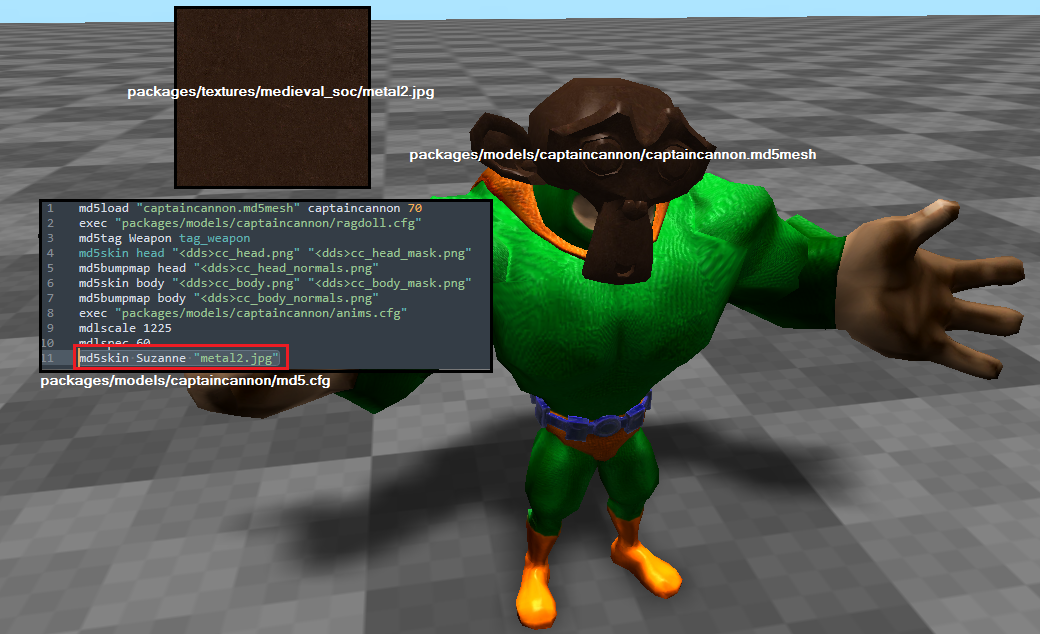 packages/textures/medieval_soc/metal2.jpg
packages/models/captaincannon/captaincannon.md5mesh
1 md5load "captaincannon.md5mesh" captaincannon 70
2 exec "packages/models/captaincannon/ragdoll.cfg"
3 md5tag Weapon tag_weapon
4 md5skin head "<dds>cc_head.png" "<dds>cc_head_mask.png"
5 md5bumpmap head "<dds>cc_head_normals.png"
6 md5skin body "<dds>cc_body.png" "<dds>cc_body_mask.png"
7 md5bumpmap body "<dds>cc_body_normals.png"
8 exec "packages/models/captaincannon/anims.cfg"
9 mdlscale 1225
10 mdlspec 60
11 md5skin Suzanne "metal2.jpg"
packages/models/captaincannon/md5.cfg